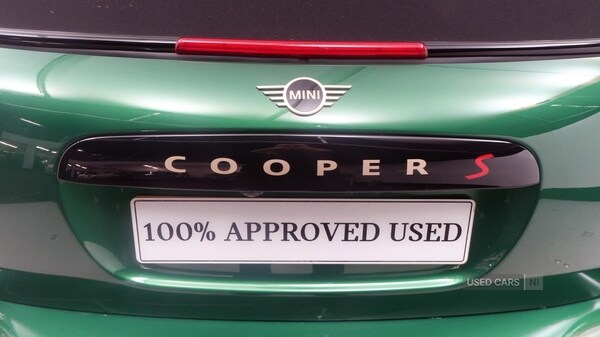 MINI
COOPER S
100% APPROVED USED
USED CARS NI